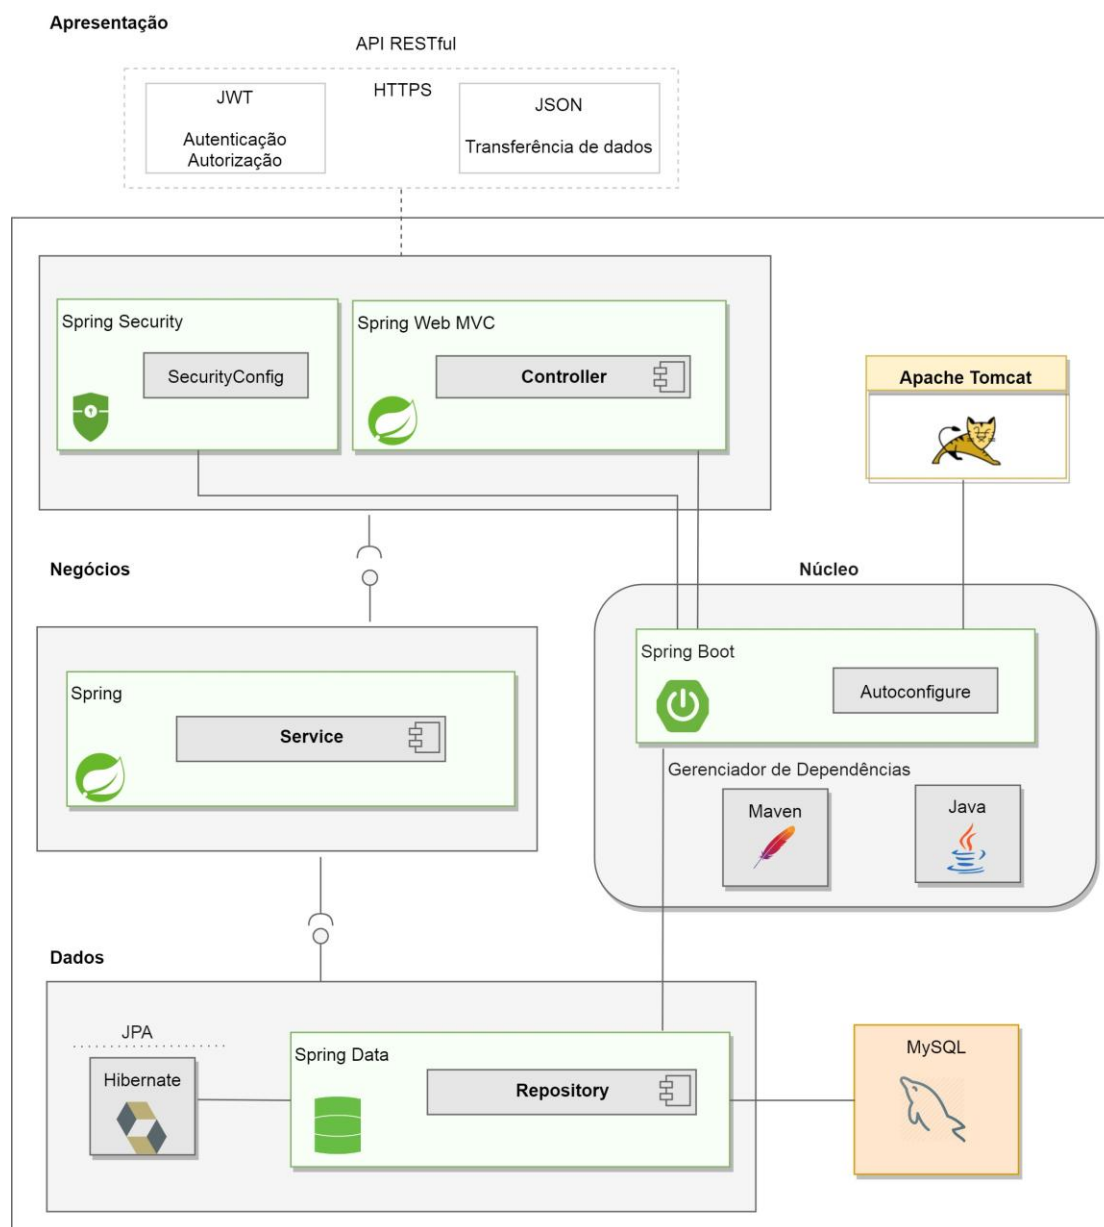 Apresentação
API RESTful
JWT
HTTPS
JSON
Autenticação
Autorização
Transferência de dados
Spring Security
SecurityConfig
Spring Web MVC
Controller
Apache Tomcat
Negócios
Núcleo
Spring
Service
Spring Boot
Autoconfigure
Gerenciador de Dependências
Maven
Java
Dados
JPA
Hibernate
Spring Data
Repository
MySQL